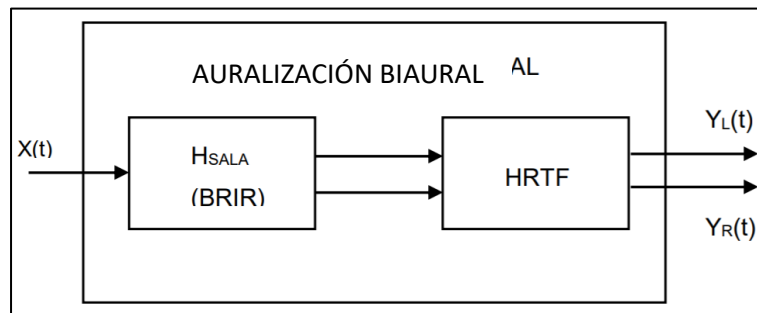 AURALIZACIÓN BIAURAL AL
X(t)
HSALA
(BRIR)
HRTF
YL(t)
YR(t)